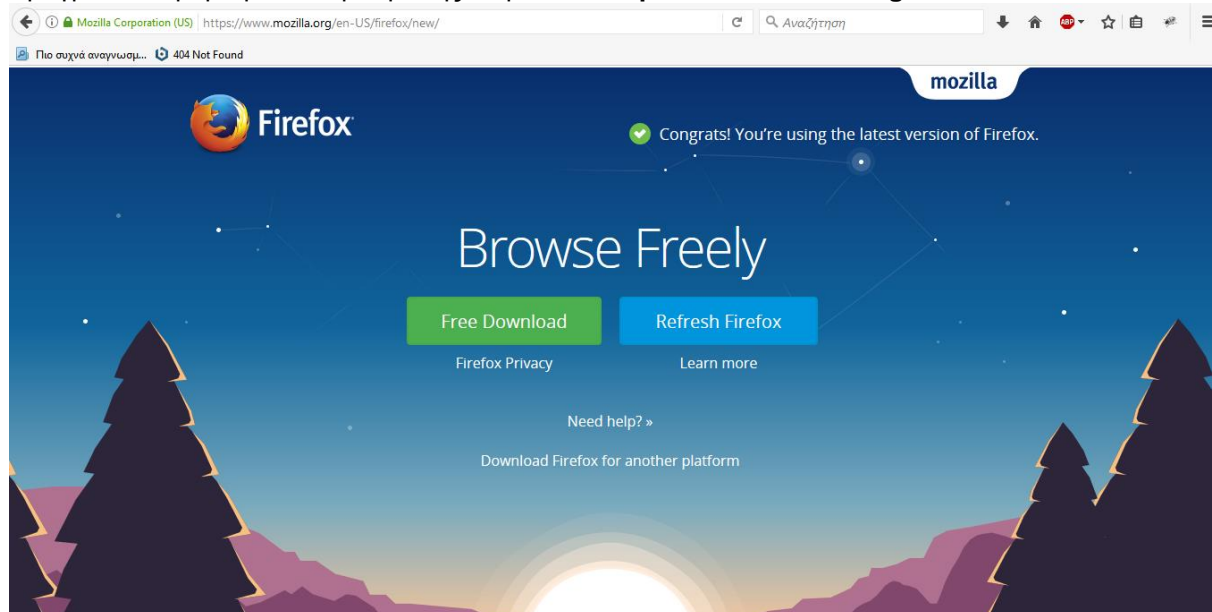 Mozilla Corporation (US) https://www.mozilla.org/en-US/firefox/new/ Αναζήτηση ABP
Πιο συχνά αναγνωσμ... 404 Not Found
mozilla
Firefox
Congrats! You're using the latest version of Firefox.
Browse Freely
Free Download Refresh Firefox
Firefox Privacy Learn more
Need help? »
Download Firefox for another platform